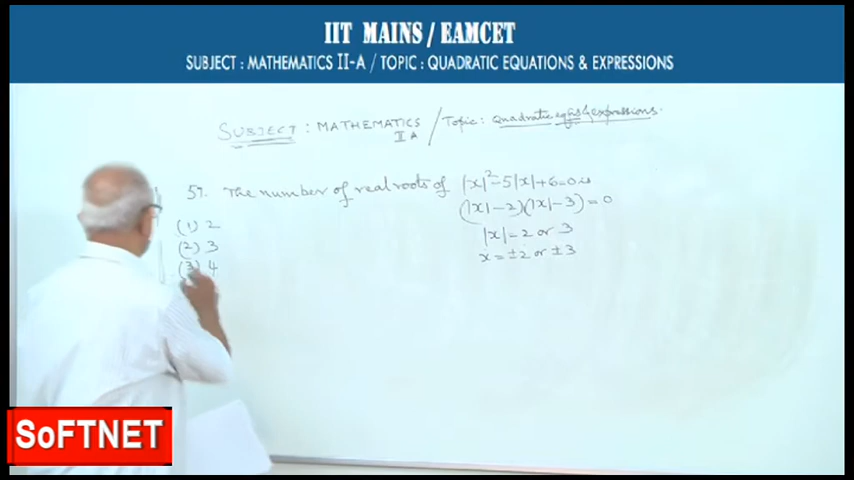 IIT MAINS / EAMCET
SUBJECT : MATHEMATICS II-A / TOPIC : QUADRATIC EQUATIONS & EXPRESSIONS
SUBJECT : MATHEMATICS II A / Topic : Quadratic eqns & expressions.
57. The number of real roots of |x|²-5|x|+6=0 is
(|x|-2)(|x|-3)=0
|x|=2 or 3
x=±2 or ±3
(1) 2
(2) 3
(3) 4
SoFTNET